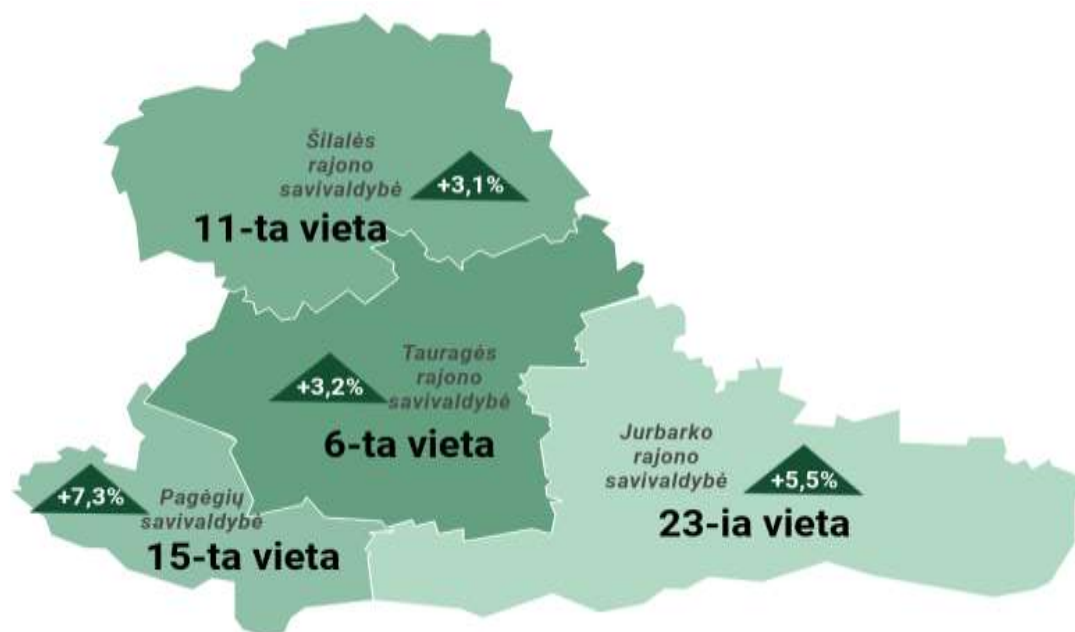 Šilalės
rajono
savivaldybė
+3,1%
11-ta vieta
Tauragės
rajono
savivaldybė
+3,2%
6-ta vieta
Jurbarko
rajono
savivaldybė
+5,5%
23-ia vieta
+7,3%
Pagėgių
savivaldybė
15-ta vieta